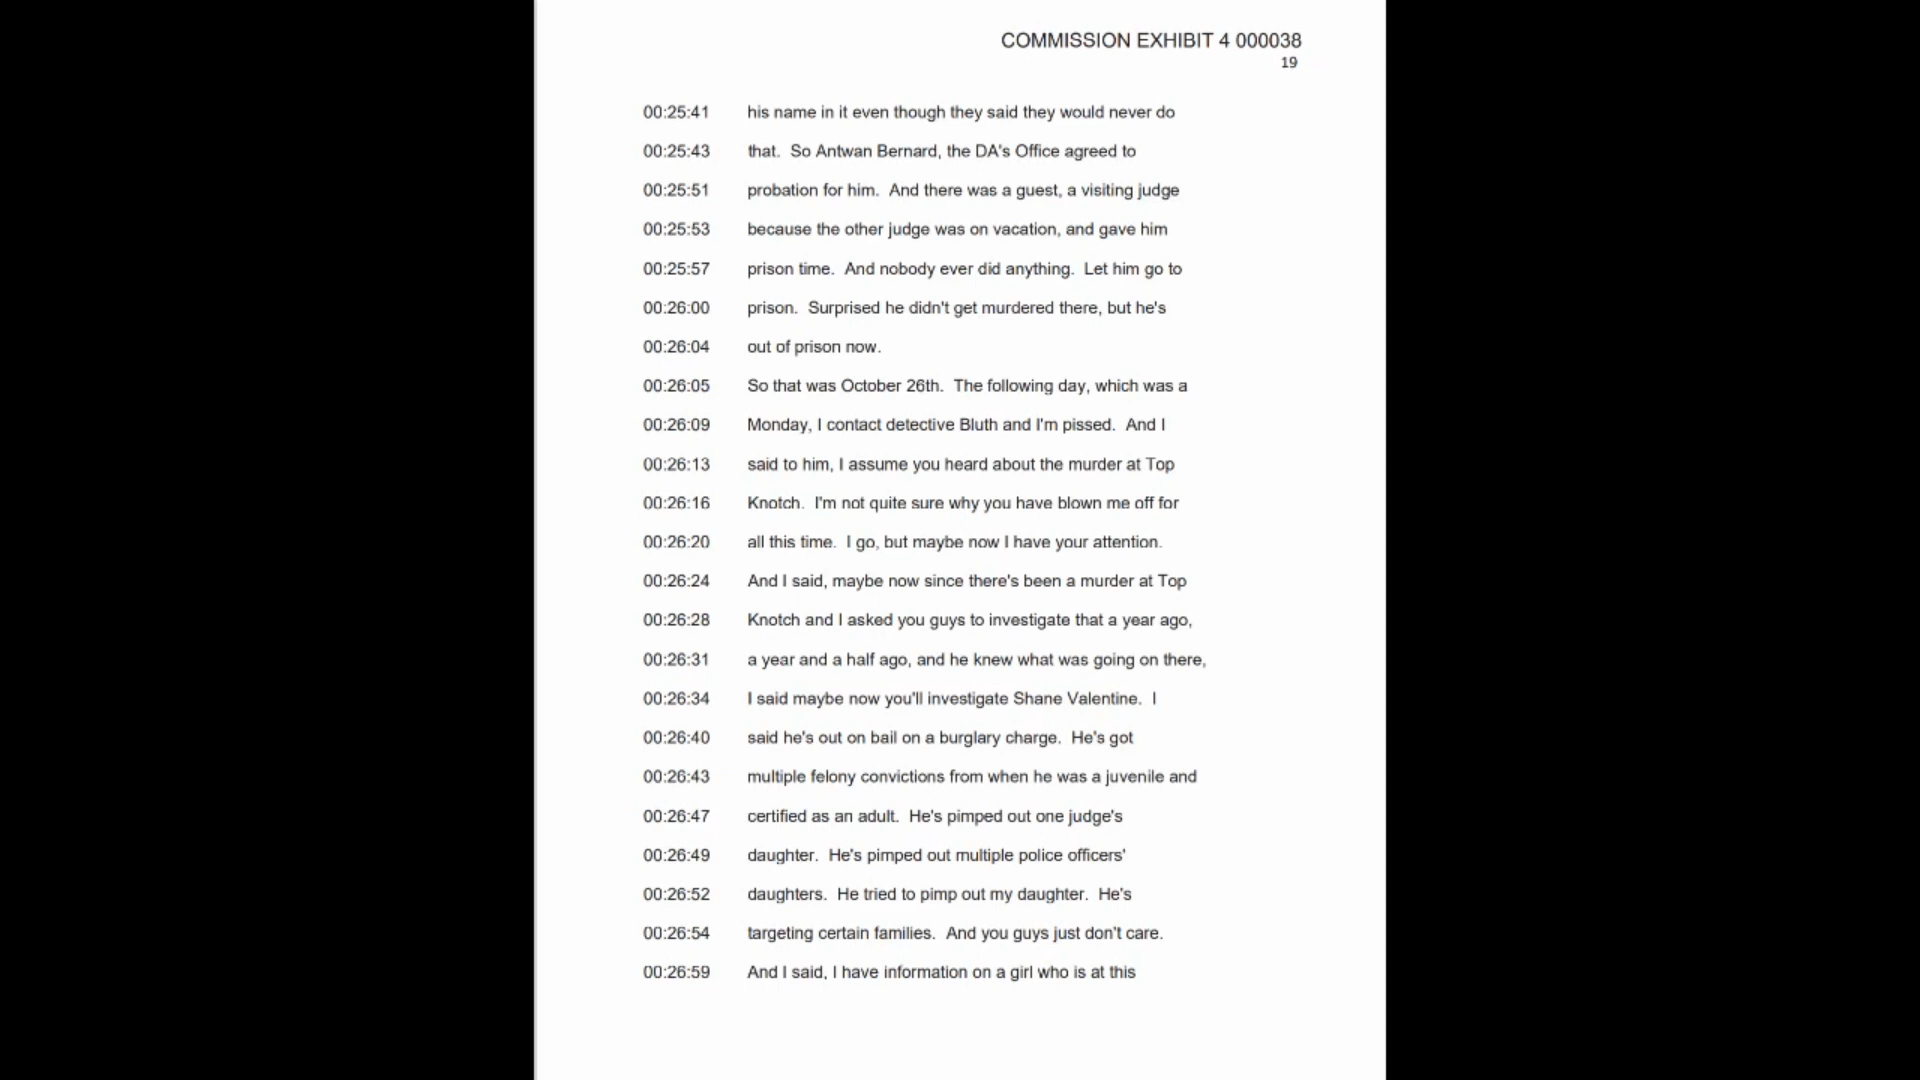 COMMISSION EXHIBIT 4 000038
19
00:25:41 his name in it even though they said they would never do
00:25:43 that. So Antwan Bernard, the DA's Office agreed to
00:25:51 probation for him. And there was a guest, a visiting judge
00:25:53 because the other judge was on vacation, and gave him
00:25:57 prison time. And nobody ever did anything. Let him go to
00:26:00 prison. Surprised he didn't get murdered there, but he's
00:26:04 out of prison now.
00:26:05 So that was October 26th. The following day, which was a
00:26:09 Monday, I contact detective Bluth and I'm pissed. And I
00:26:13 said to him, I assume you heard about the murder at Top
00:26:16 Knotch. I'm not quite sure why you have blown me off for
00:26:20 all this time. I go, but maybe now I have your attention.
00:26:24 And I said, maybe now since there's been a murder at Top
00:26:28 Knotch and I asked you guys to investigate that a year ago,
00:26:31 a year and a half ago, and he knew what was going on there,
00:26:34 I said maybe now you'll investigate Shane Valentine. I
00:26:40 said he's out on bail on a burglary charge. He's got
00:26:43 multiple felony convictions from when he was a juvenile and
00:26:47 certified as an adult. He's pimped out one judge's
00:26:49 daughter. He's pimped out multiple police officers'
00:26:52 daughters. He tried to pimp out my daughter. He's
00:26:54 targeting certain families. And you guys just don't care.
00:26:59 And I said, I have information on a girl who is at this